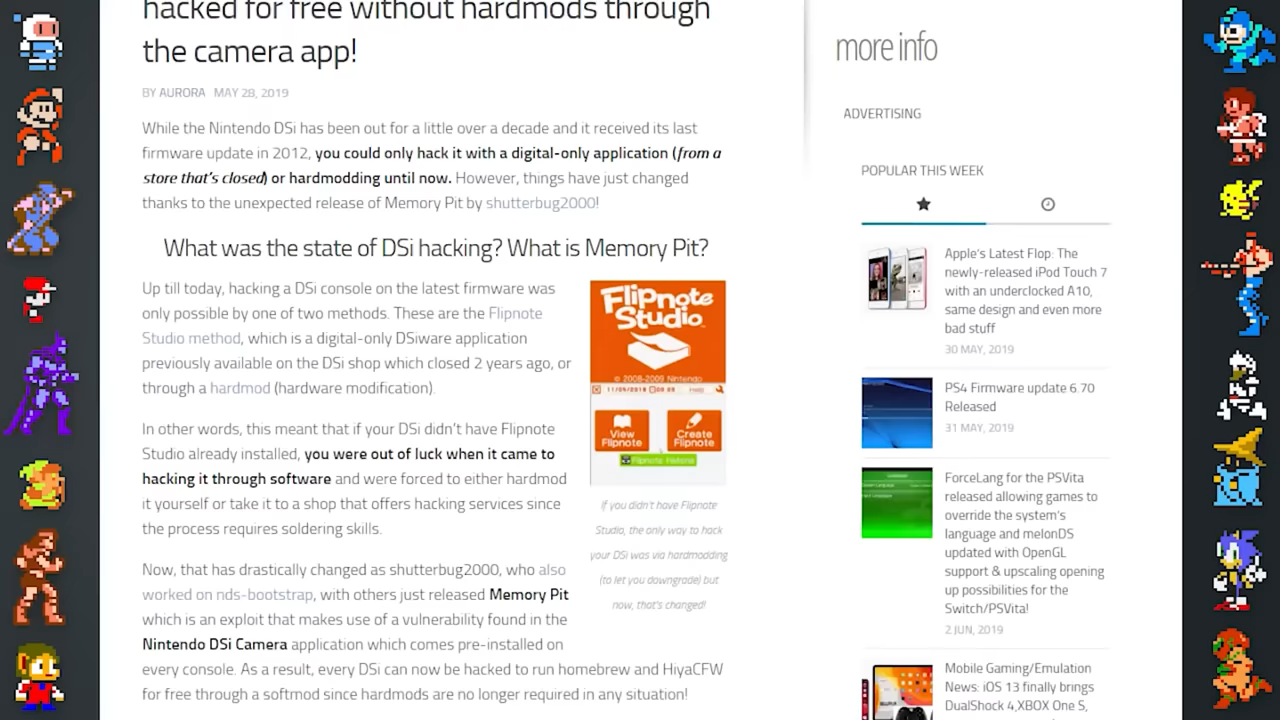 hacked for free without hardmods through
the camera app!
BY AURORA MAY 28, 2019
While the Nintendo DSi has been out for a little over a decade and it received its last
firmware update in 2012, you could only hack it with a digital-only application (from a
store that's closed) or hardmodding until now. However, things have just changed
thanks to the unexpected release of Memory Pit by shutterbug2000!
What was the state of DSi hacking? What is Memory Pit?
Up till today, hacking a DSi console on the latest firmware was
only possible by one of two methods. These are the Flipnote
Studio method, which is a digital-only DSiware application
previously available on the DSi shop which closed 2 years ago, or
through a hardmod (hardware modification).
In other words, this meant that if your DSi didn't have Flipnote
Studio already installed, you were out of luck when it came to
hacking it through software and were forced to either hardmod
it yourself or take it to a shop that offers hacking services since
the process requires soldering skills.
Now, that has drastically changed as shutterbug2000, who also
worked on nds-bootstrap, with others just released Memory Pit
which is an exploit that makes use of a vulnerability found in the
Nintendo DSi Camera application which comes pre-installed on
every console. As a result, every DSi can now be hacked to run homebrew and HiyaCFW
for free through a softmod since hardmods are no longer required in any situation!
Flipnote
Studio
© 2008-2009 Nintendo
Help
View
Flipnote
Create
Flipnote
Flipnote Hatena
If you didn't have Flipnote
Studio, the only way to hack
your DSi was via hardmodding
(to let you downgrade) but
now, that's changed!
more info
ADVERTISING
POPULAR THIS WEEK
Apple's Latest Flop: The
newly-released iPod Touch 7
with an underclocked A10,
same design and even more
bad stuff
30 MAY, 2019
PS4 Firmware update 6.70
Released
31 MAY, 2019
ForceLang for the PSVita
released allowing games to
override the system's
language and melonDS
updated with OpenGL
support & upscaling opening
up possibilities for the
Switch/PSVita!
2 JUN, 2019
Mobile Gaming/Emulation
News: iOS 13 finally brings
DualShock 4,XBOX One S,